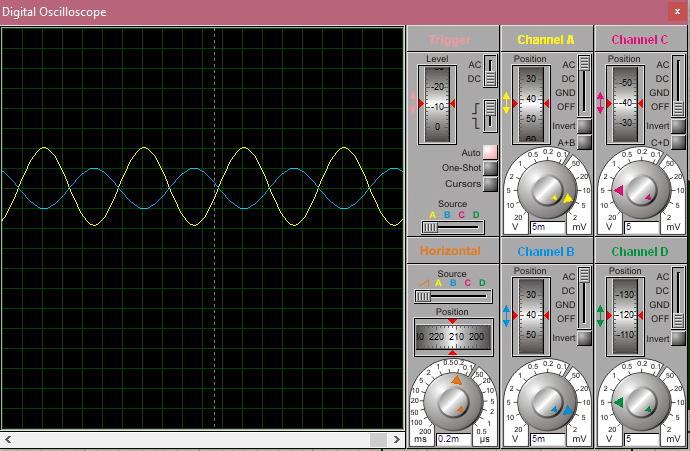 Digital Oscilloscope
x
Trigger
Level
AC
DC
-20
-10
0
Auto
One-Shot
Cursors
Source
A B C D
Channel A
Position
AC
DC
GND
OFF
30
40
50
60
Invert
A+B
0.5 0.2 0.1
1
2
5
10
20
50
20
10
5
2
V
5m
mV
Channel C
Position
AC
DC
GND
OFF
-50
-40
-30
Invert
C+D
0.5 0.2 0.1
1
2
5
10
20
50
20
10
5
2
V
5
mV
Horizontal
Source
A B C D
Position
220 210 200
0.5 0.2 0.1
1
2
5
10
20
50
100
200
50
20
10
5
2
1
0.5
ms
0.2m
µs
Channel B
Position
AC
DC
GND
OFF
30
40
50
Invert
0.5 0.2 0.1
1
2
5
10
20
50
20
10
5
2
V
5m
mV
Channel D
Position
AC
DC
GND
OFF
-130
-120
-110
Invert
0.5 0.2 0.1
1
2
5
10
20
50
20
10
5
2
V
5
mV